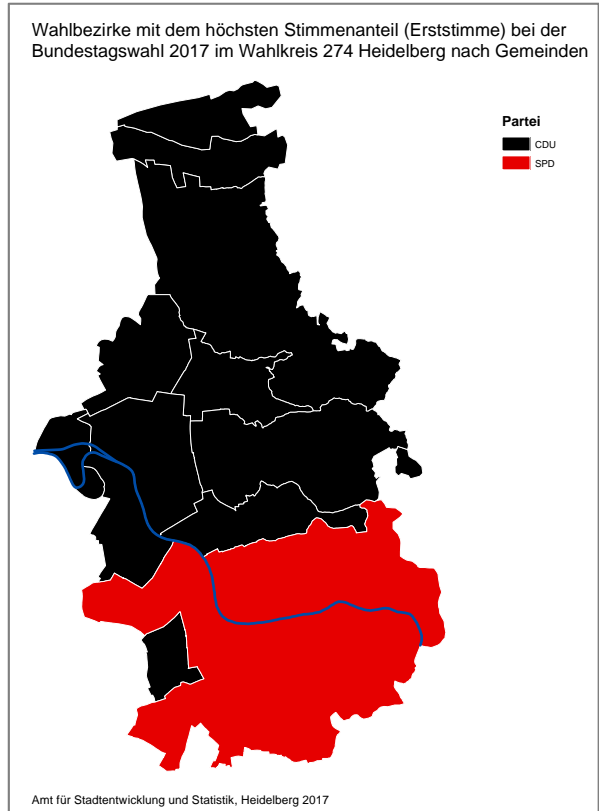 Wahlbezirke mit dem höchsten Stimmenanteil (Erststimme) bei der
Bundestagswahl 2017 im Wahlkreis 274 Heidelberg nach Gemeinden
Partei
CDU
SPD
Amt für Stadtentwicklung und Statistik, Heidelberg 2017